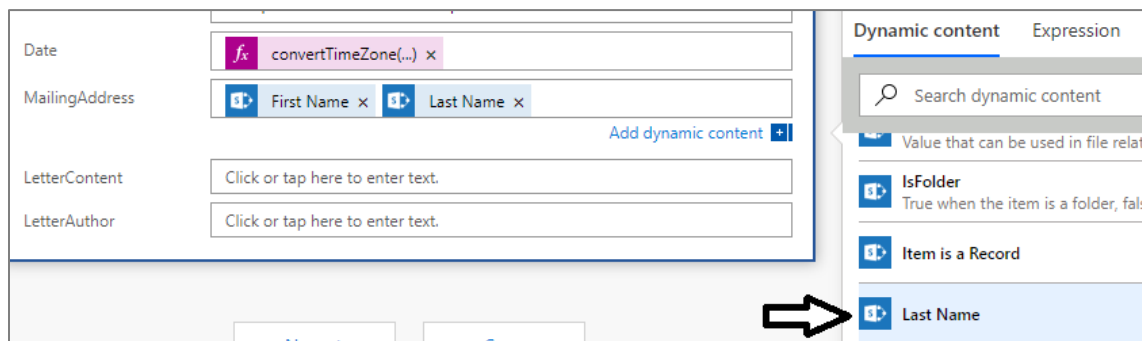 Date
fx convertTimeZone(...) ×
MailingAddress
First Name × Last Name ×
Add dynamic content
LetterContent
Click or tap here to enter text.
LetterAuthor
Click or tap here to enter text.
Dynamic content Expression
Search dynamic content
Value that can be used in file relat
IsFolder
True when the item is a folder, fals
Item is a Record
Last Name